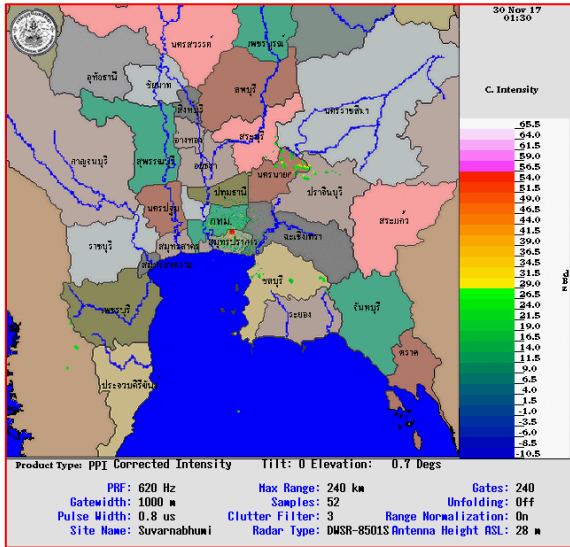 30 Nov 17
01:30
C. Intensity
นครสวรรค์
เพชรบูรณ์
อุทัยธานี
ชัยนาท
ลพบุรี
สิงห์บุรี
นครราชสีมา
อ่างทอง
สระบุรี
กาญจนบุรี
สุพรรณบุรี
อยุธยา
นครนายก
ปราจีนบุรี
ปทุมธานี
นครปฐม
กทม.
สระแก้ว
ฉะเชิงเทรา
สมุทรสาคร
สมุทรปราการ
ราชบุรี
ชลบุรี
เพชรบุรี
จันทบุรี
ระยอง
ตราด
ประจวบคีรีขันธ์
65.5
64.0
61.5
59.0
56.5
54.0
51.5
49.0
46.5
44.0
41.5
39.0
36.5
34.0
31.5
29.0
26.5
24.0
21.5
19.0
16.5
14.0
11.5
9.0
6.5
4.0
1.5
-1.0
-3.5
-6.0
-8.5
-10.5
Product Type: PPI Corrected Intensity Tilt: 0 Elevation: 0.7 Degs
PRF: 620 Hz Max Range: 240 km Gates: 240
Gatewidth: 1000 m Samples: 52 Unfolding: Off
Pulse Width: 0.8 us Clutter Filter: 3 Range Normalization: On
Site Name: Suvarnabhumi Radar Type: DWSR-8501S Antenna Height ASL: 28 m